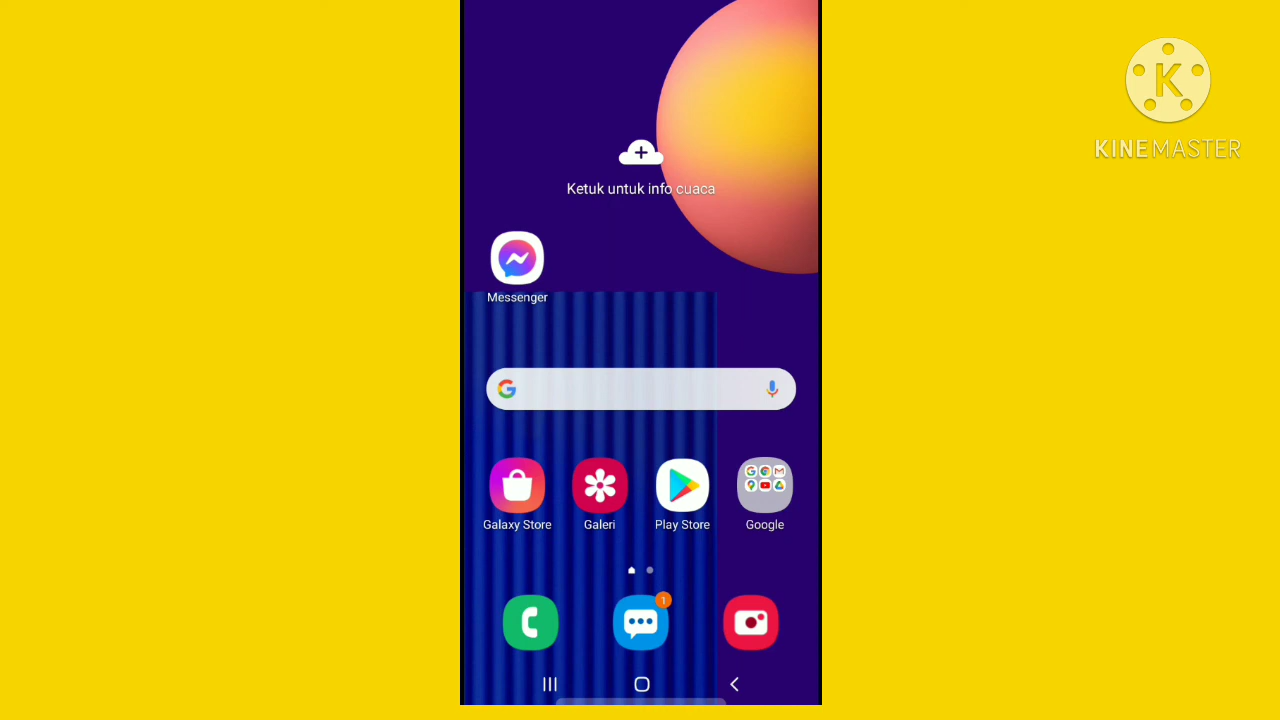 K
KINEMASTER
Ketuk untuk info cuaca
Messenger
Galaxy Store
Galeri
Play Store
Google
1